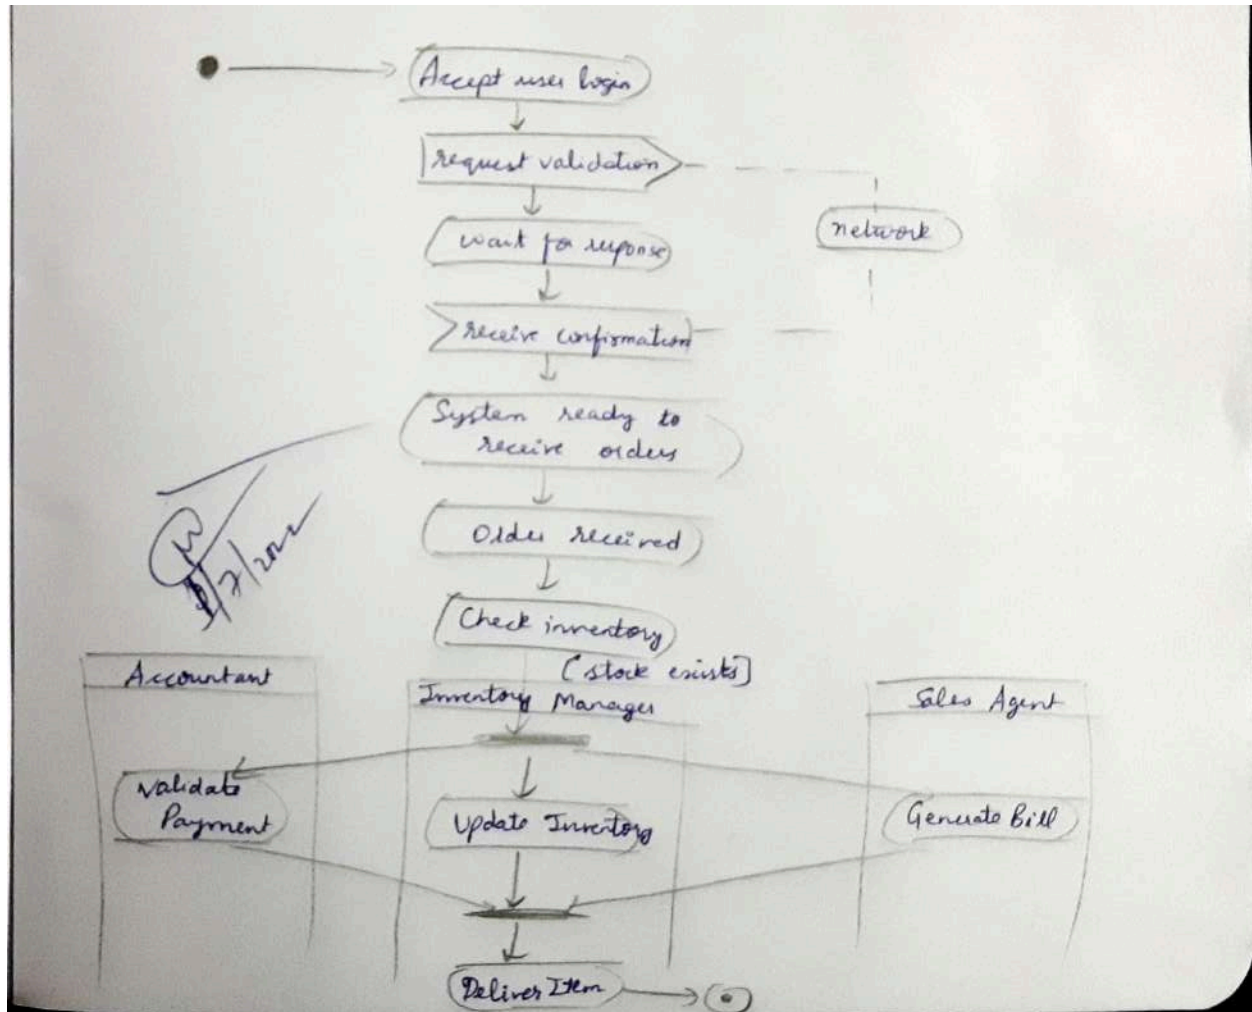 Accept user login
request validation
network
wait for reponse
receive confirmation
System ready to
receive orders
Order received
Check inventory
[stock exists]
Accountant
Inventory Manager
Sales Agent
Validate
Payment
Update Inventory
Generate Bill
Deliver Item